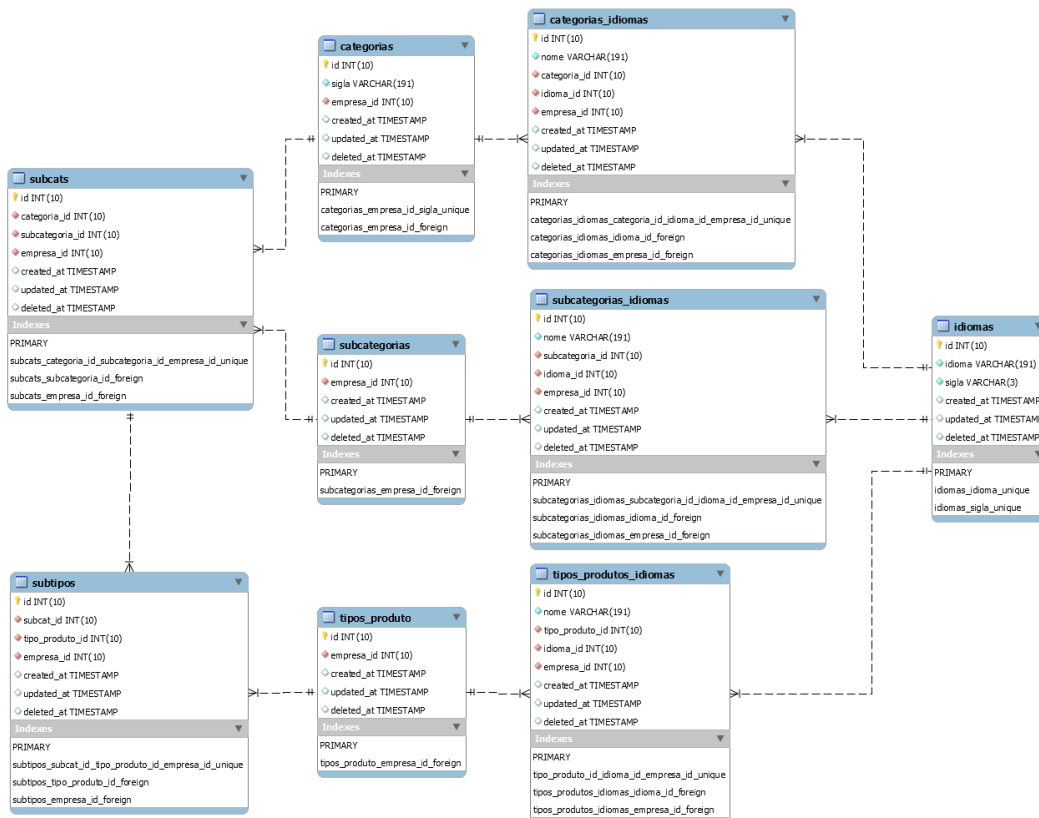 categorias_idiomas
id INT(10)
nome VARCHAR(191)
categoria_id INT(10)
idioma_id INT(10)
empresa_id INT(10)
created_at TIMESTAMP
updated_at TIMESTAMP
deleted_at TIMESTAMP
Indexes
PRIMARY
categorias_idiomas_categoria_id_idioma_id_empresa_id_unique
categorias_idiomas_idioma_id_foreign
categorias_idiomas_empresa_id_foreign
categorias
id INT(10)
sigla VARCHAR(191)
empresa_id INT(10)
created_at TIMESTAMP
updated_at TIMESTAMP
deleted_at TIMESTAMP
Indexes
PRIMARY
categorias_empresa_id_sigla_unique
categorias_empresa_id_foreign
subcats
id INT(10)
categoria_id INT(10)
subcategoria_id INT(10)
empresa_id INT(10)
created_at TIMESTAMP
updated_at TIMESTAMP
deleted_at TIMESTAMP
Indexes
PRIMARY
subcats_categoria_id_subcategoria_id_empresa_id_unique
subcats_subcategoria_id_foreign
subcats_empresa_id_foreign
subcategorias_idiomas
id INT(10)
nome VARCHAR(191)
subcategoria_id INT(10)
idioma_id INT(10)
empresa_id INT(10)
created_at TIMESTAMP
updated_at TIMESTAMP
deleted_at TIMESTAMP
Indexes
PRIMARY
subcategorias_idiomas_subcategoria_id_idioma_id_empresa_id_unique
subcategorias_idiomas_idioma_id_foreign
subcategorias_idiomas_empresa_id_foreign
idiomas
id INT(10)
idioma VARCHAR(191)
sigla VARCHAR(3)
created_at TIMESTAMP
updated_at TIMESTAM
deleted_at TIMESTAMP
Indexes
PRIMARY
idiomas_idioma_unique
idiomas_sigla_unique
subcategorias
id INT(10)
empresa_id INT(10)
created_at TIMESTAMP
updated_at TIMESTAMP
deleted_at TIMESTAMP
Indexes
PRIMARY
subcategorias_empresa_id_foreign
subtipos
id INT(10)
subcat_id INT(10)
tipo_produto_id INT(10)
empresa_id INT(10)
created_at TIMESTAMP
updated_at TIMESTAMP
deleted_at TIMESTAMP
Indexes
PRIMARY
subtipos_subcat_id_tipo_produto_id_empresa_id_unique
subtipos_tipo_produto_id_foreign
subtipos_empresa_id_foreign
tipos_produto
id INT(10)
empresa_id INT(10)
created_at TIMESTAMP
updated_at TIMESTAMP
deleted_at TIMESTAMP
Indexes
PRIMARY
tipos_produto_empresa_id_foreign
tipos_produtos_idiomas
id INT(10)
nome VARCHAR(191)
tipo_produto_id INT(10)
idioma_id INT(10)
empresa_id INT(10)
created_at TIMESTAMP
updated_at TIMESTAMP
deleted_at TIMESTAMP
Indexes
PRIMARY
tipo_produto_id_idioma_id_empresa_id_unique
tipos_produtos_idiomas_idioma_id_foreign
tipos_produtos_idiomas_empresa_id_foreign